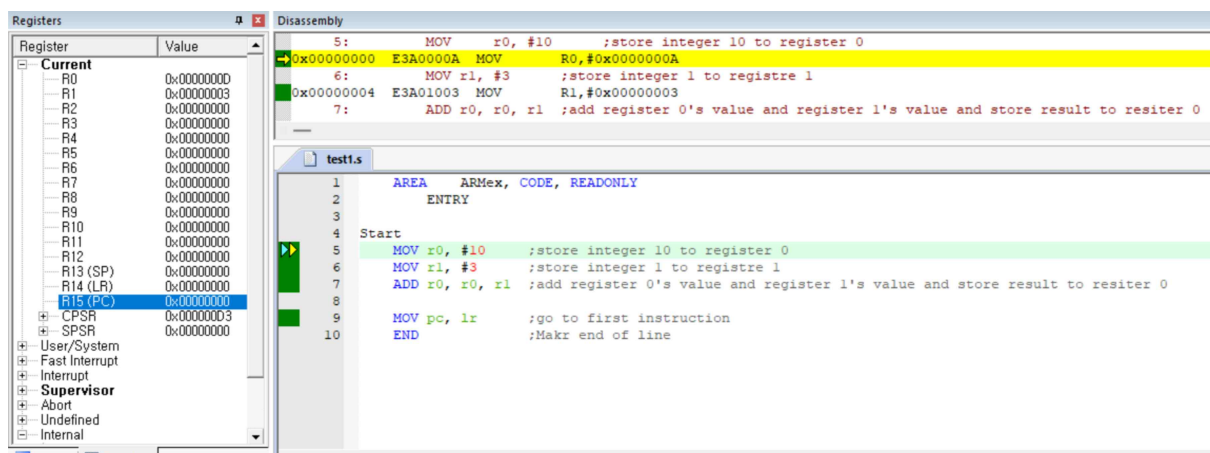 Registers
Register Value
Current
R0 0x0000000D
R1 0x00000003
R2 0x00000000
R3 0x00000000
R4 0x00000000
R5 0x00000000
R6 0x00000000
R7 0x00000000
R8 0x00000000
R9 0x00000000
R10 0x00000000
R11 0x00000000
R12 0x00000000
R13 (SP) 0x00000000
R14 (LR) 0x00000000
R15 (PC) 0x00000000
CPSR 0x000000D3
SPSR 0x00000000
User/System
Fast Interrupt
Interrupt
Supervisor
Abort
Undefined
Internal
Disassembly
5: MOV r0, #10 ;store integer 10 to register 0
0x00000000 E3A0000A MOV R0,#0x0000000A
6: MOV r1, #3 ;store integer 1 to registre 1
0x00000004 E3A01003 MOV R1,#0x00000003
7: ADD r0, r0, r1 ;add register 0's value and register 1's value and store result to resiter 0
test1.s
1 AREA ARMex, CODE, READONLY
2 ENTRY
3
4 Start
5 MOV r0, #10 ;store integer 10 to register 0
6 MOV r1, #3 ;store integer 1 to registre 1
7 ADD r0, r0, r1 ;add register 0's value and register 1's value and store result to resiter 0
8
9 MOV pc, lr ;go to first instruction
10 END ;Makr end of line